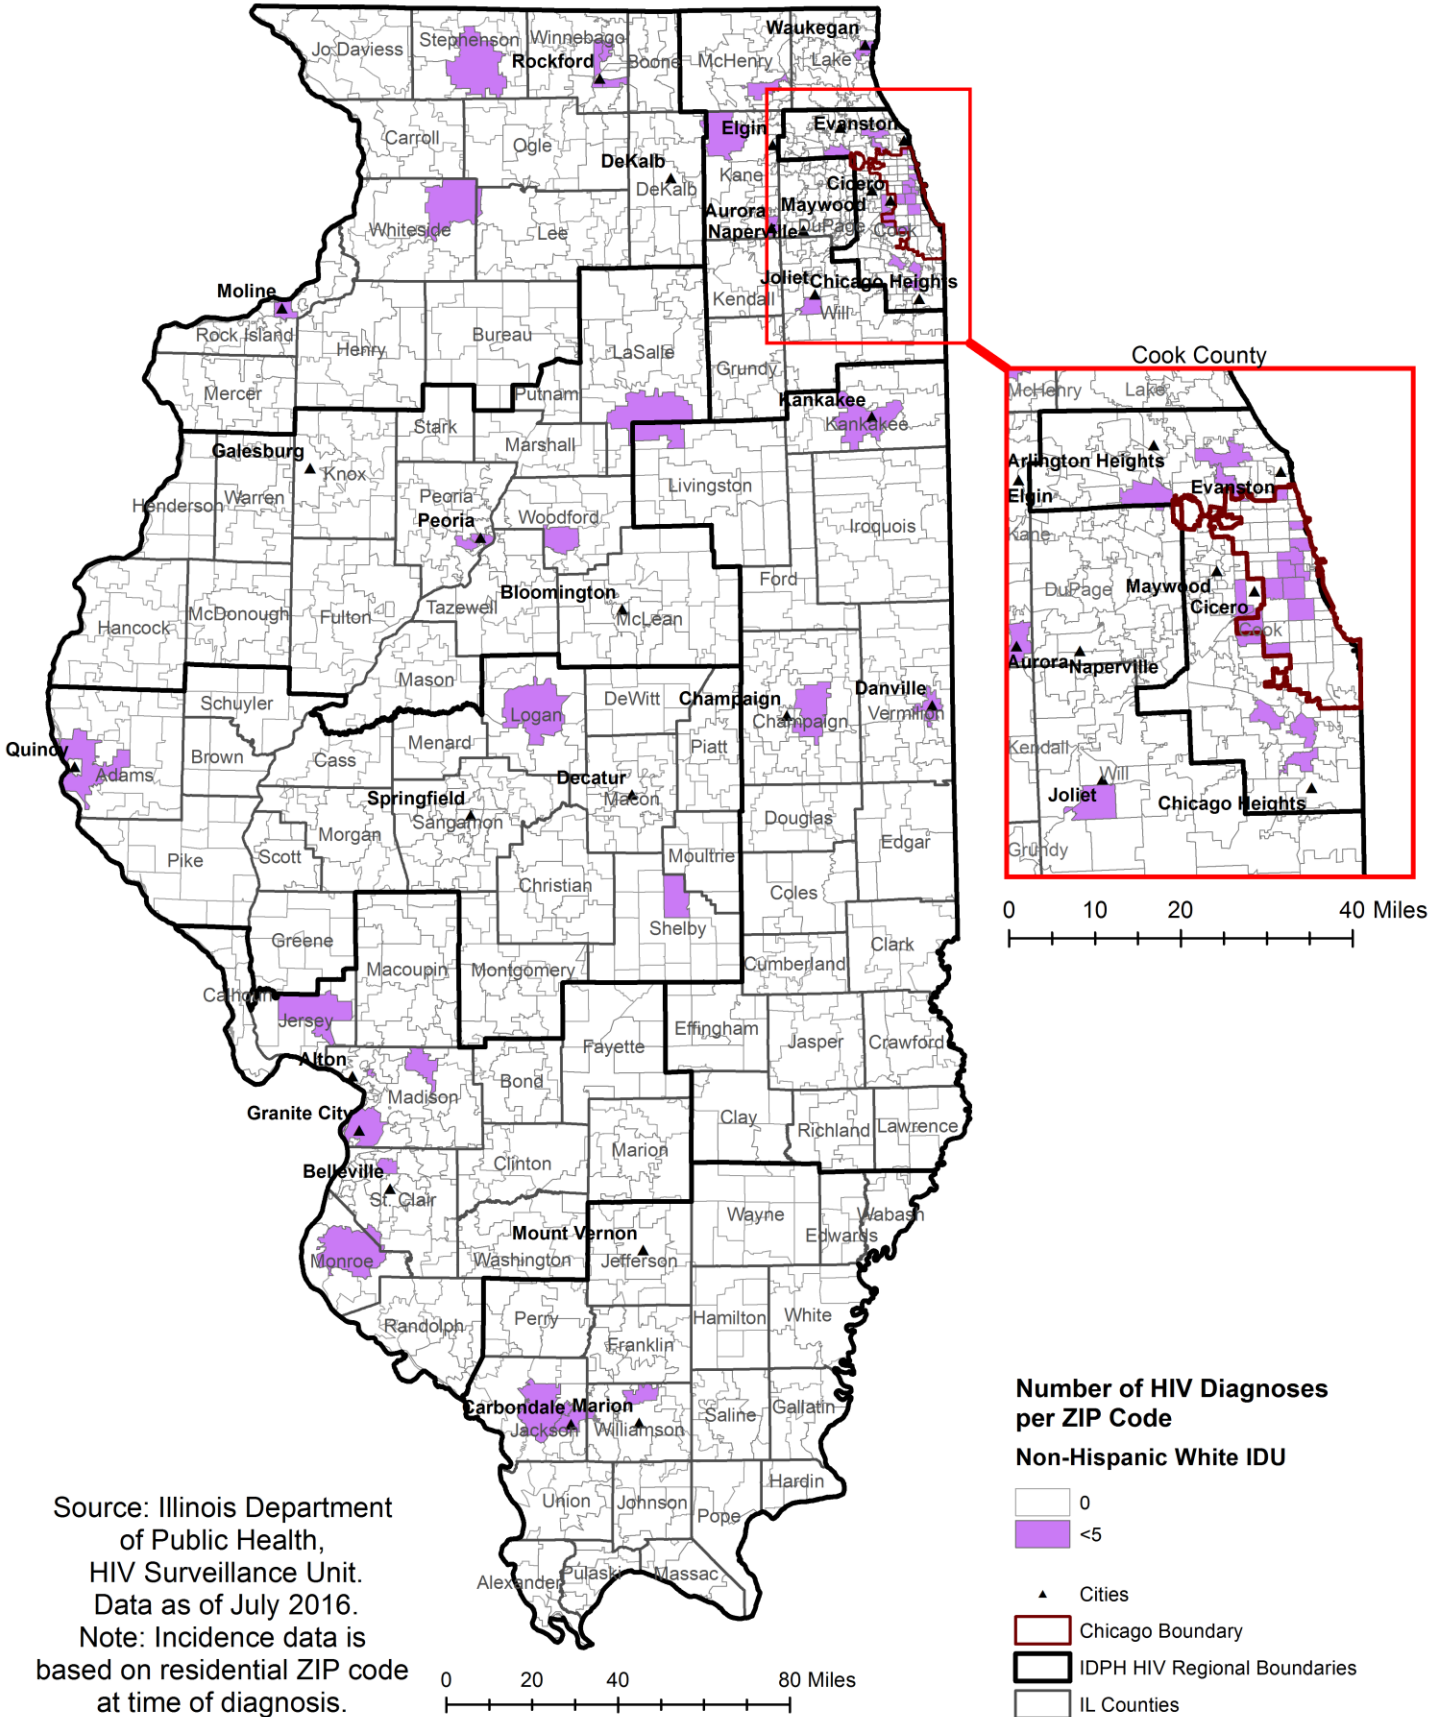 Waukegan
Jo Daviess
Stephenson
Winnebago
Rockford
Boone
McHenry
Lake
Carroll
Ogle
Elgin
Evanston
DeKalb
DeKalb
Kane
Cicero
Maywood
Aurora
Naperville
DuPage
Cook
Whiteside
Lee
Moline
Joliet
Chicago Heights
Kendall
Will
Rock Island
Henry
Bureau
LaSalle
Grundy
Mercer
Putnam
Kankakee
Kankakee
Stark
Marshall
Galesburg
Knox
Henderson
Warren
Peoria
Peoria
Woodford
Livingston
Iroquois
Ford
Bloomington
McLean
Tazewell
Hancock
McDonough
Fulton
Mason
Schuyler
Logan
DeWitt
Champaign
Champaign
Danville
Vermilion
Quincy
Adams
Brown
Cass
Menard
Piatt
Decatur
Macon
Springfield
Sangamon
Douglas
Edgar
Pike
Scott
Morgan
Moultrie
Christian
Coles
Shelby
Greene
Macoupin
Montgomery
Cumberland
Clark
Calhoun
Jersey
Effingham
Jasper
Crawford
Fayette
Alton
Bond
Madison
Granite City
Clay
Richland
Lawrence
Marion
Clinton
Belleville
St. Clair
Wayne
Edwards
Wabash
Mount Vernon
Jefferson
Washington
Monroe
Randolph
Perry
Hamilton
White
Franklin
Carbondale
Marion
Jackson
Williamson
Saline
Gallatin
Hardin
Union
Johnson
Pope
Alexander
Pulaski
Massac
Cook County
McHenry
Lake
Arlington Heights
Elgin
Evanston
Kane
DuPage
Maywood
Cicero
Cook
Aurora
Naperville
Kendall
Will
Joliet
Chicago Heights
Grundy
0 10 20 40 Miles
Number of HIV Diagnoses
per ZIP Code
Non-Hispanic White IDU
0
<5
Cities
Chicago Boundary
IDPH HIV Regional Boundaries
IL Counties
Source: Illinois Department
of Public Health,
HIV Surveillance Unit.
Data as of July 2016.
Note: Incidence data is
based on residential ZIP code
at time of diagnosis.
0 20 40 80 Miles